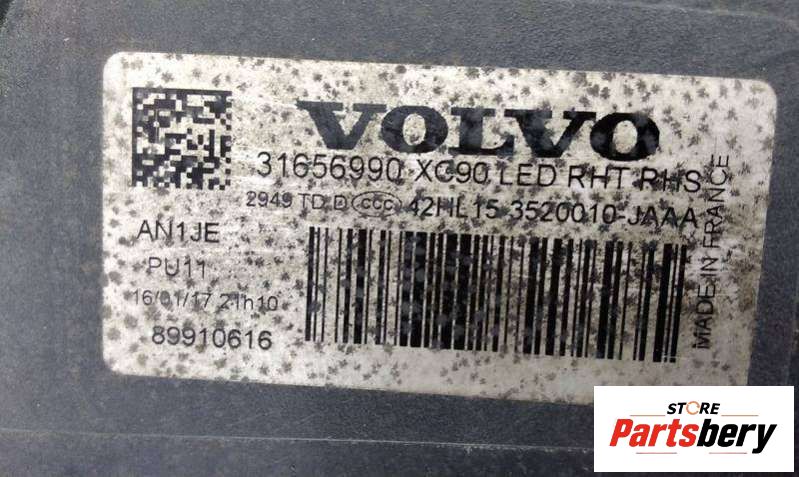 VOLVO
31656990 XC90 LED RHT RHS
2949 TD D CCC 42HL15 3520010-JAAA
AN1JE
PU11
16/01/17 21h10
89910616
MADE IN FRANCE
STORE
Partsbery